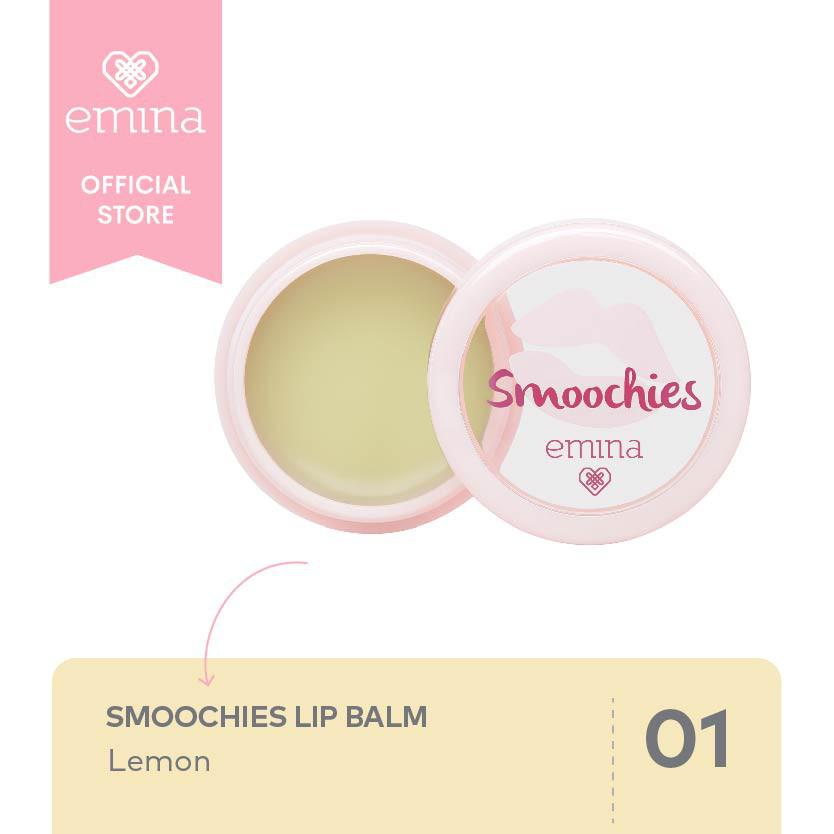 emina
OFFICIAL
STORE
Smoochies
emina
SMOOCHIES LIP BALM
Lemon
01